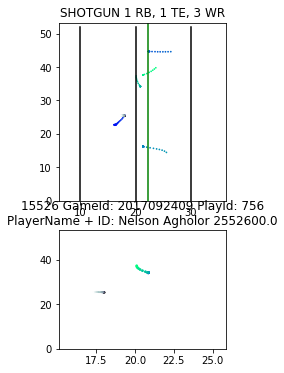 SHOTGUN 1 RB, 1 TE, 3 WR
50
40
30
20
10
0
10 20 30
15526 GameId: 2017092409 PlayId: 756
PlayerName + ID: Nelson Agholor 2552600.0
40
20
0
17.5 20.0 22.5 25.0